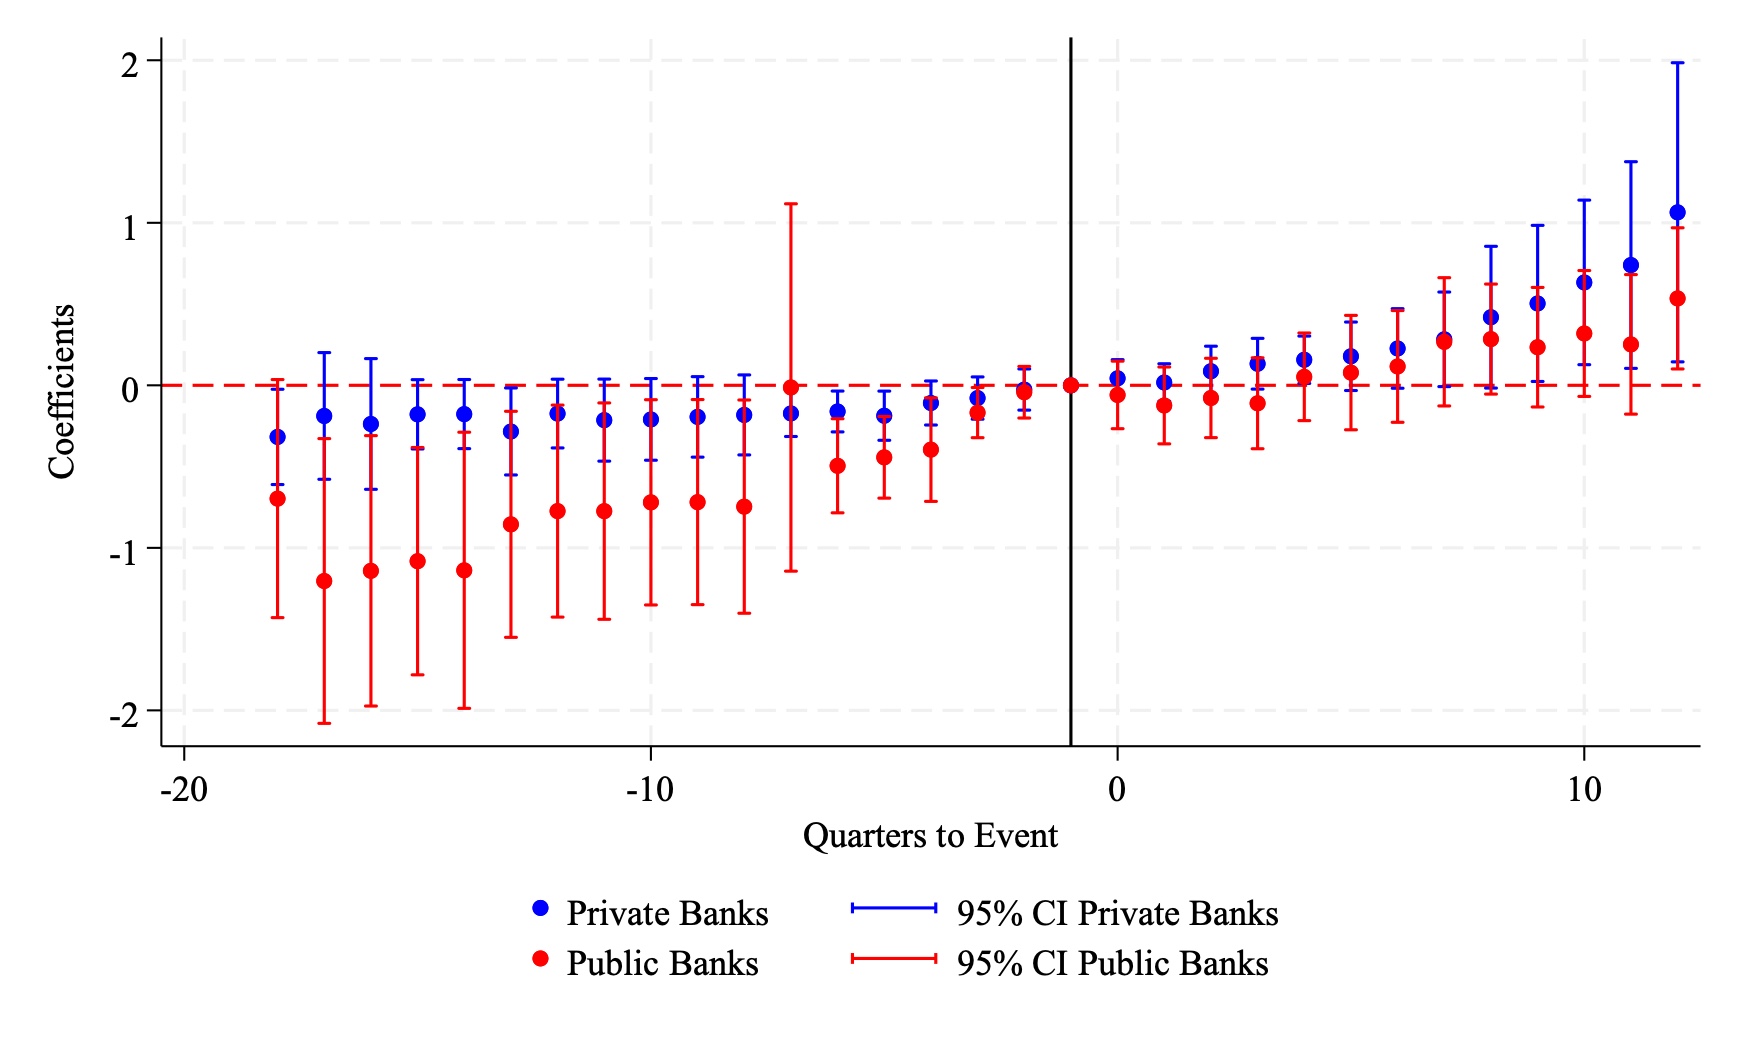 2
1
0
-1
-2
Coefficients
-20 -10 0 10
Quarters to Event
Private Banks 95% CI Private Banks
Public Banks 95% CI Public Banks